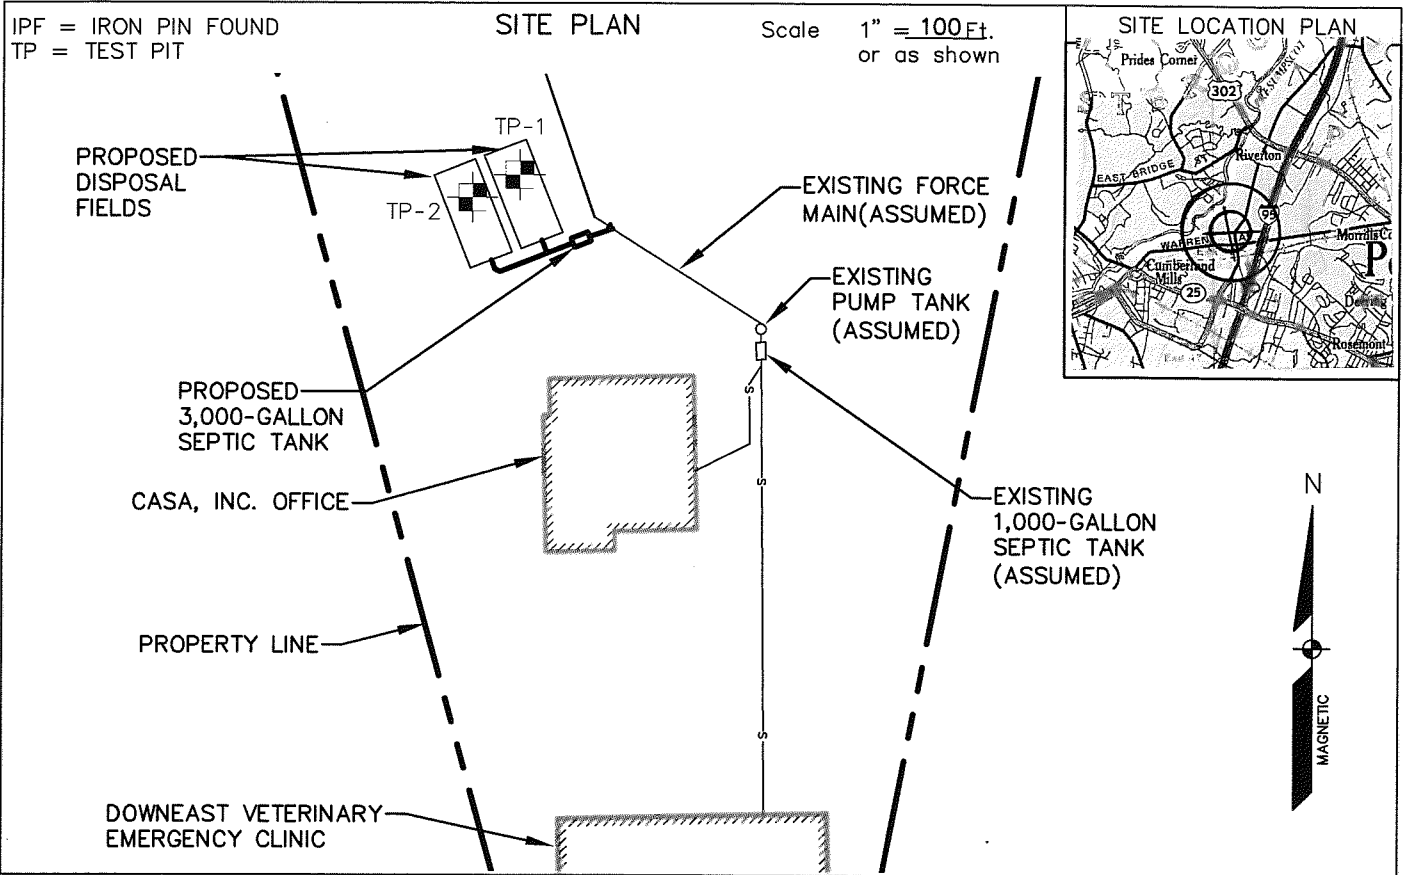 IPF = IRON PIN FOUND
TP = TEST PIT
SITE PLAN
Scale 1" = 100 Ft.
or as shown
SITE LOCATION PLAN
Prides Corner
302
Riverton
EAST BRIDGE
95
WARREN
Morrills
Cumberland
Mills
25
Deering
Rosemont
TP-1
PROPOSED
DISPOSAL
FIELDS
TP-2
EXISTING FORCE
MAIN(ASSUMED)
EXISTING
PUMP TANK
(ASSUMED)
PROPOSED
3,000-GALLON
SEPTIC TANK
S
CASA, INC. OFFICE
S
EXISTING
1,000-GALLON
SEPTIC TANK
(ASSUMED)
N
PROPERTY LINE
MAGNETIC
S
DOWNEAST VETERINARY
EMERGENCY CLINIC